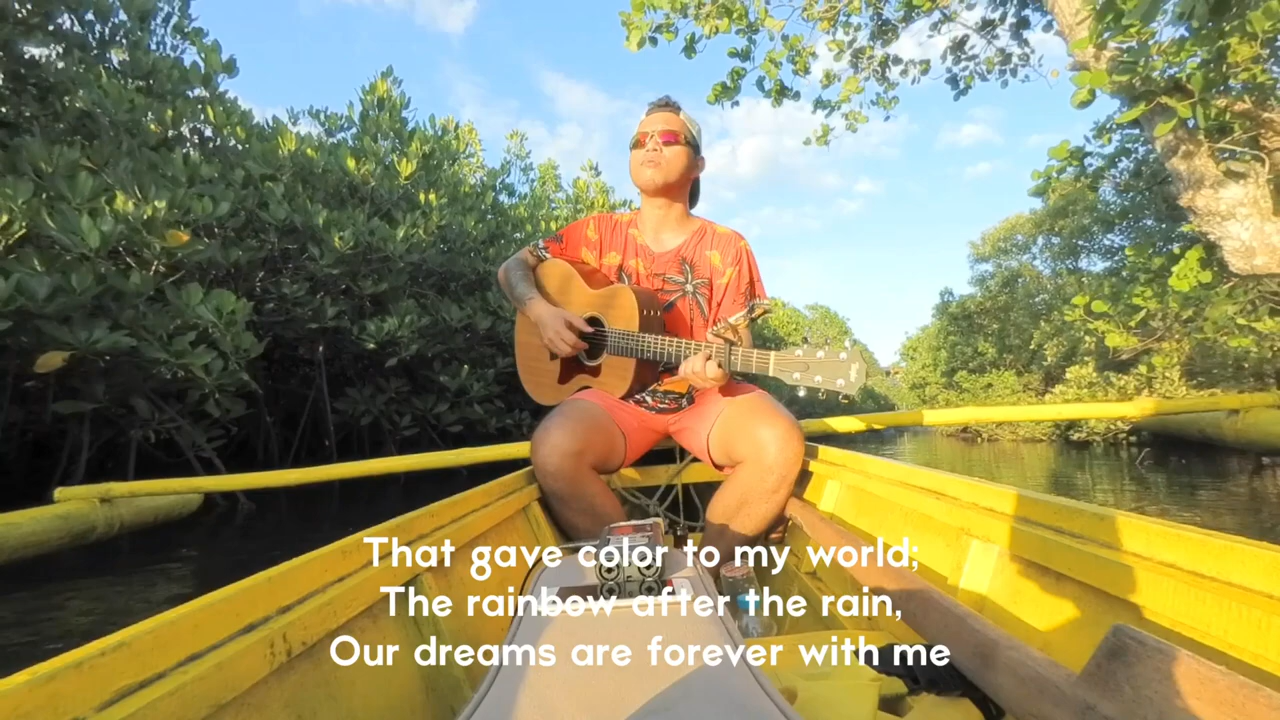 That gave color to my world;
The rainbow after the rain,
Our dreams are forever with me